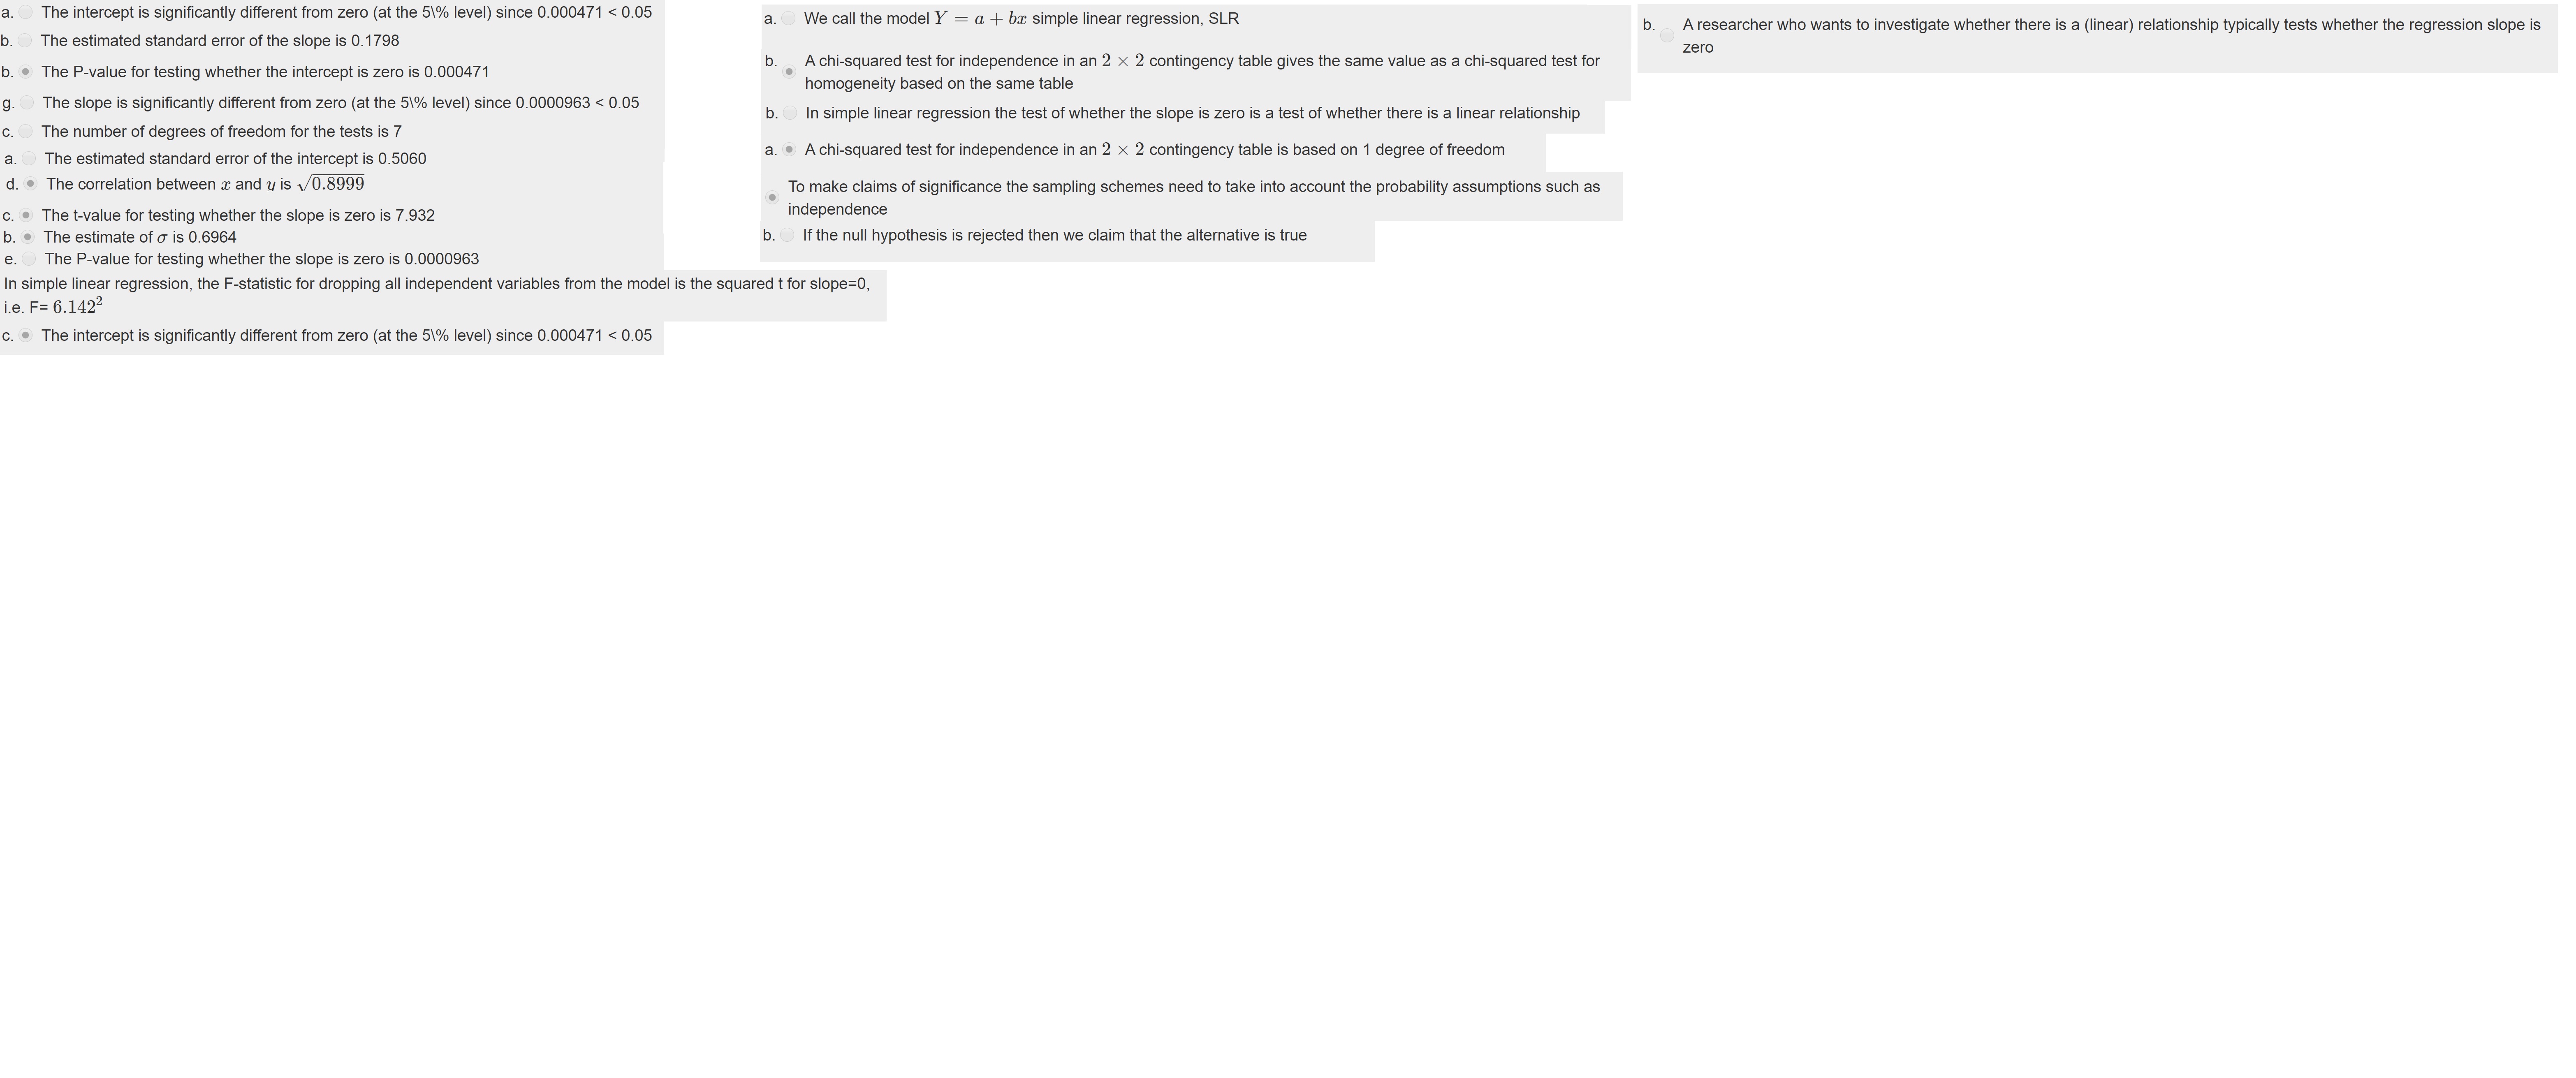 a. The intercept is significantly different from zero (at the 5\% level) since 0.000471 < 0.05
b. The estimated standard error of the slope is 0.1798
b. The P-value for testing whether the intercept is zero is 0.000471
g. The slope is significantly different from zero (at the 5\% level) since 0.0000963 < 0.05
c. The number of degrees of freedom for the tests is 7
a. The estimated standard error of the intercept is 0.5060
d. The correlation between x and y is √0.8999
c. The t-value for testing whether the slope is zero is 7.932
b. The estimate of σ is 0.6964
e. The P-value for testing whether the slope is zero is 0.0000963
In simple linear regression, the F-statistic for dropping all independent variables from the model is the squared t for slope=0,
i.e. F= 6.142²
c. The intercept is significantly different from zero (at the 5\% level) since 0.000471 < 0.05
a. We call the model Y = a + bx simple linear regression, SLR
b. A chi-squared test for independence in an 2 × 2 contingency table gives the same value as a chi-squared test for
homogeneity based on the same table
b. In simple linear regression the test of whether the slope is zero is a test of whether there is a linear relationship
a. A chi-squared test for independence in an 2 × 2 contingency table is based on 1 degree of freedom
To make claims of significance the sampling schemes need to take into account the probability assumptions such as
independence
b. If the null hypothesis is rejected then we claim that the alternative is true
b. A researcher who wants to investigate whether there is a (linear) relationship typically tests whether the regression slope is
zero